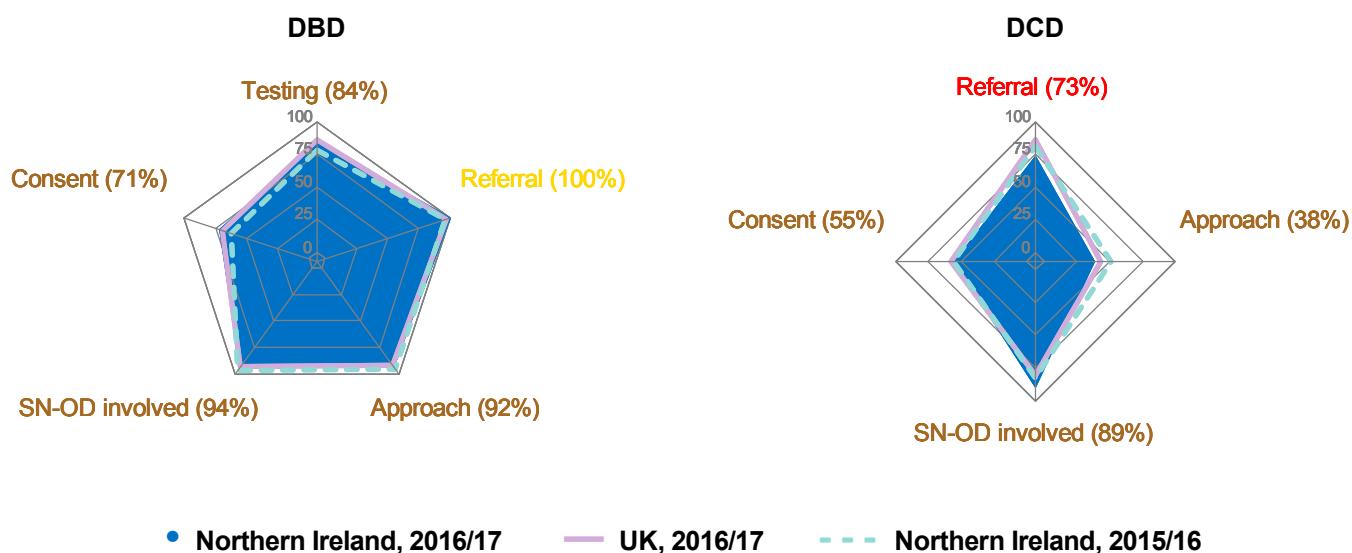 DBD
DCD
Testing (84%)
Referral (73%)
100
75
50
25
0
100
75
50
25
0
Consent (71%)
Referral (100%)
Consent (55%)
Approach (38%)
SN-OD involved (94%)
Approach (92%)
SN-OD involved (89%)
Northern Ireland, 2016/17
UK, 2016/17
Northern Ireland, 2015/16